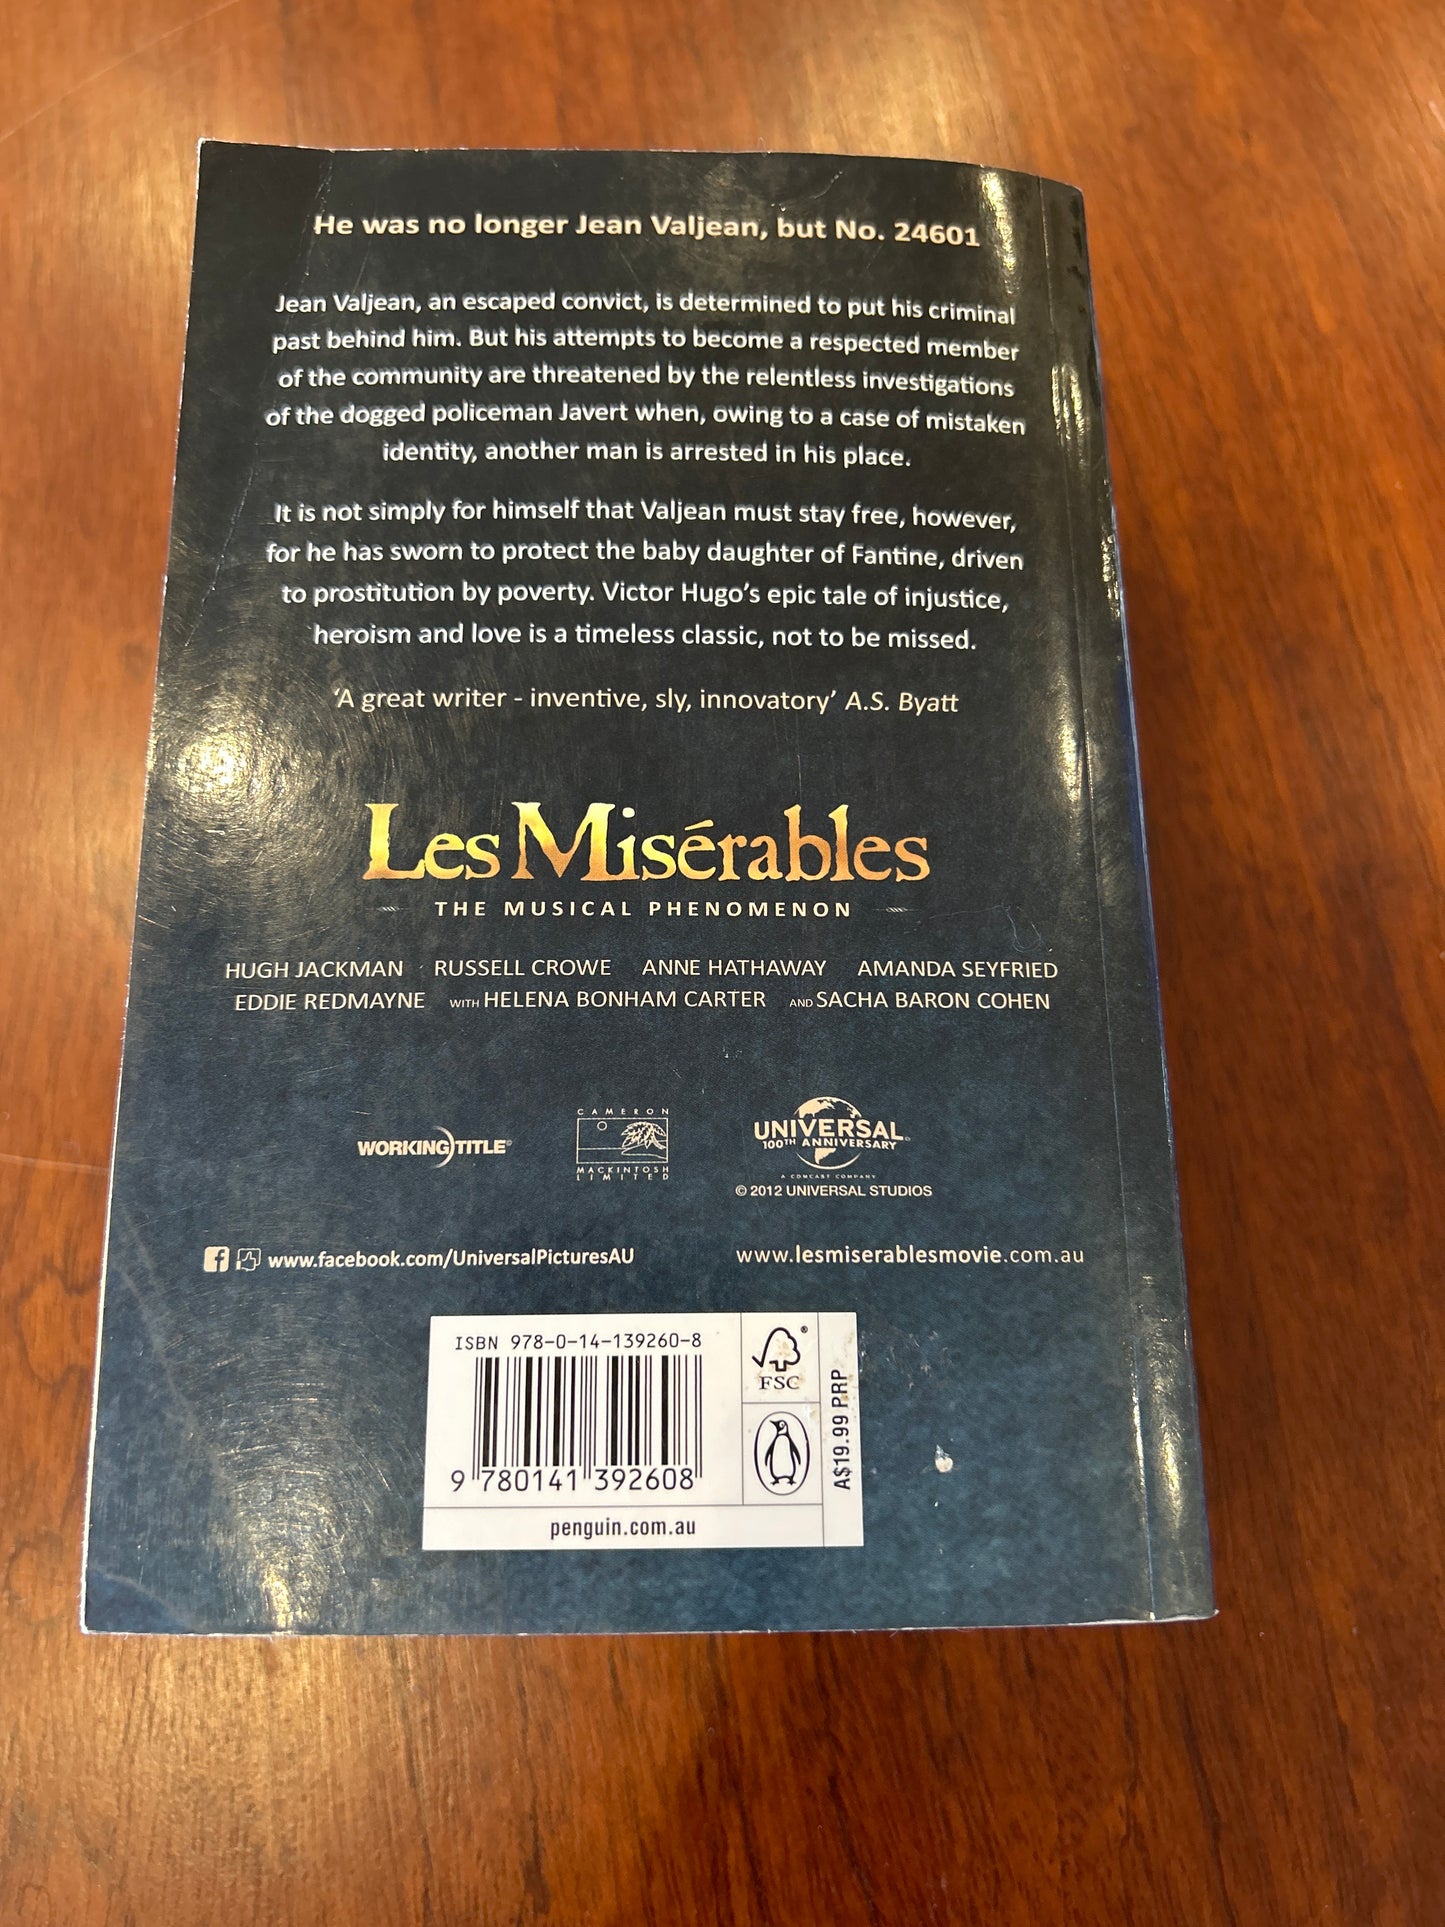 He was no longer Jean Valjean, but No. 24601
Jean Valjean, an escaped convict, is determined to put his criminal
past behind him. But his attempts to become a respected member
of the community are threatened by the relentless investigations
of the dogged policeman Javert when, owing to a case of mistaken
identity, another man is arrested in his place.
It is not simply for himself that Valjean must stay free, however,
for he has sworn to protect the baby daughter of Fantine, driven
to prostitution by poverty. Victor Hugo's epic tale of injustice,
heroism and love is a timeless classic, not to be missed.
'A great writer - inventive, sly, innovatory' A.S. Byatt
Les Misérables
THE MUSICAL PHENOMENON
HUGH JACKMAN RUSSELL CROWE ANNE HATHAWAY AMANDA SEYFRIED
EDDIE REDMAYNE WITH HELENA BONHAM CARTER AND SACHA BARON COHEN
WORKING TITLE
CAMERON
MACKINTOSH
LIMITED
UNIVERSAL
100TH ANNIVERSARY
A COMCAST COMPANY
© 2012 UNIVERSAL STUDIOS
f www.facebook.com/UniversalPicturesAU
www.lesmiserablesmovie.com.au
ISBN 978-0-14-139260-8
9 780141 392608
FSC®
A$19.99 PRP
penguin.com.au